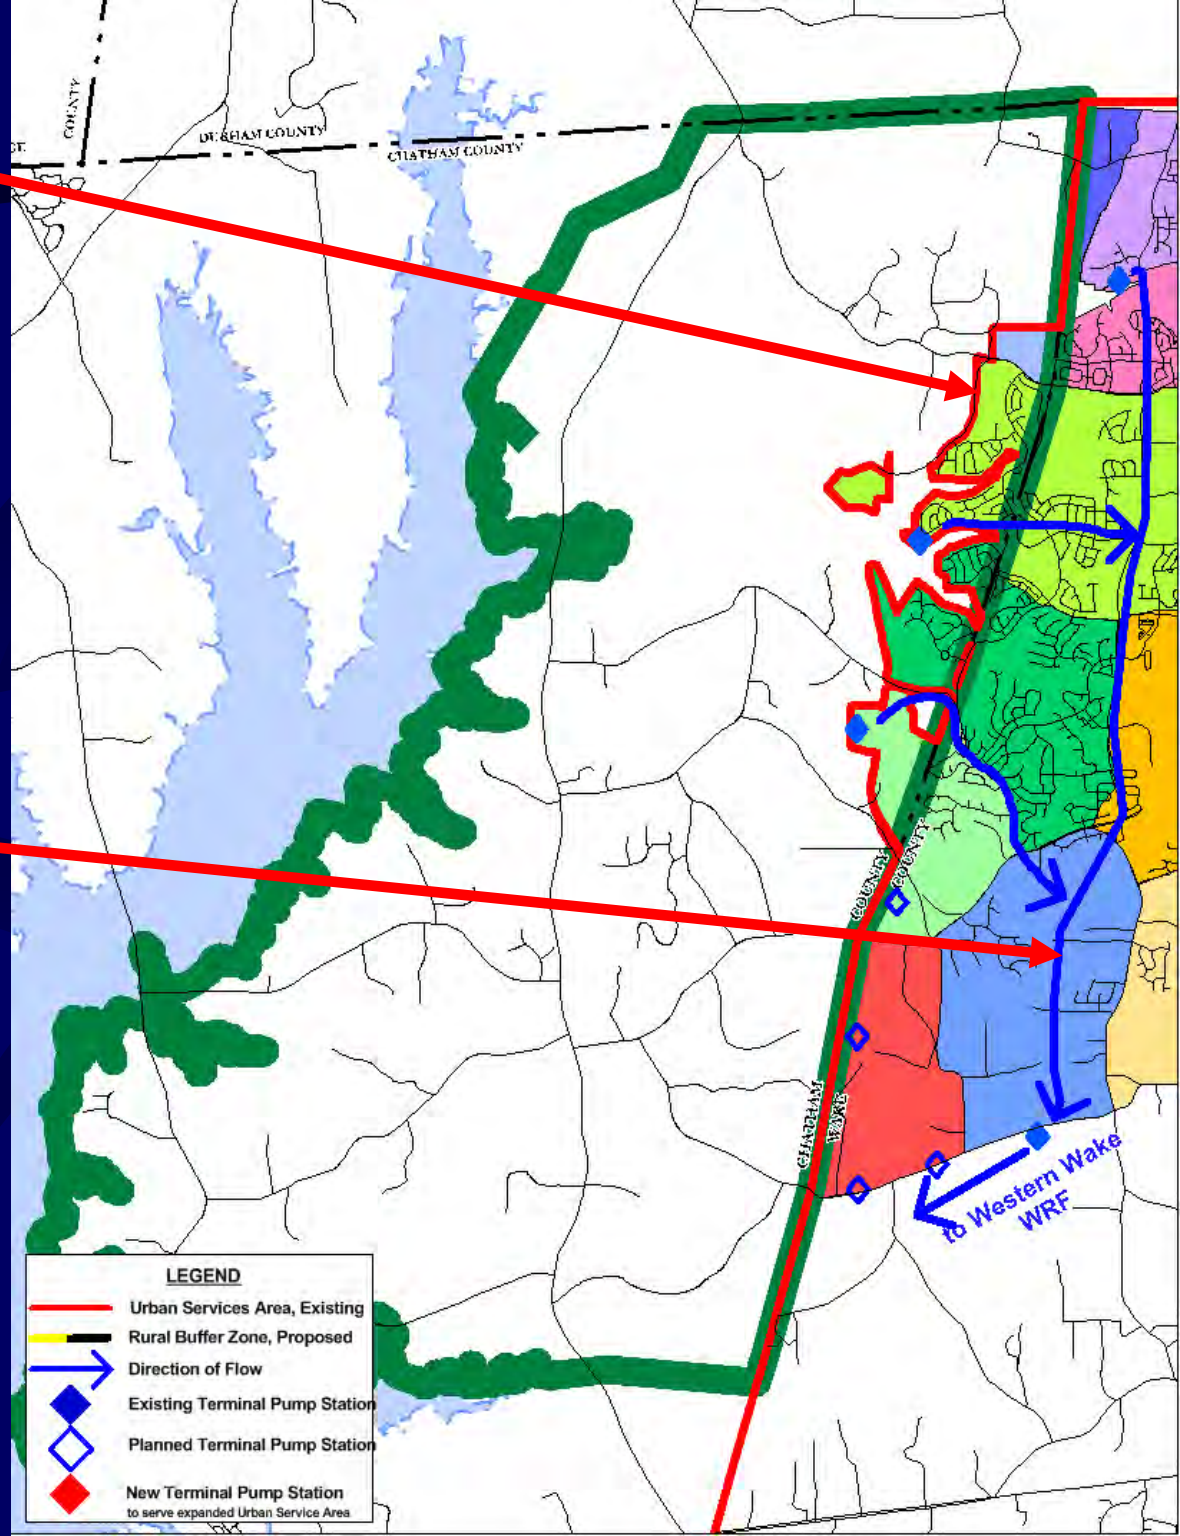 COUNTY
DURHAM COUNTY
CHATHAM COUNTY
COUNTY
COUNTY
CHATHAM
WAKE
to Western Wake
WRF
LEGEND
Urban Services Area, Existing
Rural Buffer Zone, Proposed
Direction of Flow
Existing Terminal Pump Station
Planned Terminal Pump Station
New Terminal Pump Station
to serve expanded Urban Service Area